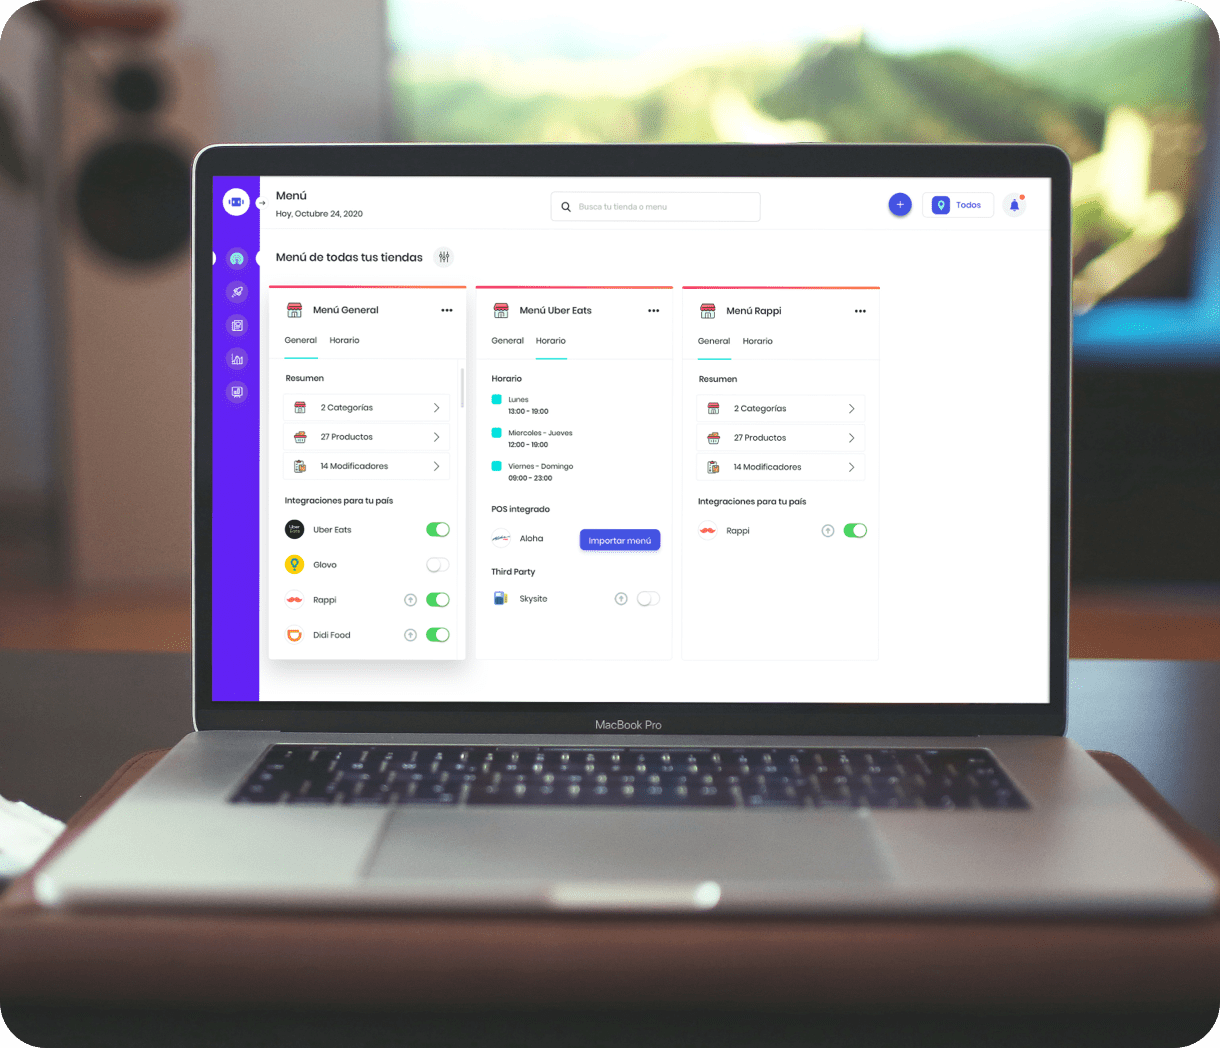 Menú
Hoy, Octubre 24, 2020
Busca tu tienda o menu
Todos
Menú de todas tus tiendas
Menú General
General Horario
Resumen
2 Categorías
27 Productos
14 Modificadores
Integraciones para tu país
Uber Eats
Uber Eats
Glovo
Rappi
Didi Food
Menú Uber Eats
General Horario
Horario
Lunes
13:00 - 19:00
Miercoles - Jueves
12:00 - 19:00
Viernes - Domingo
09:00 - 23:00
POS integrado
Aloha
Importar menú
Third Party
Skysite
Menú Rappi
General Horario
Resumen
2 Categorías
27 Productos
14 Modificadores
Integraciones para tu país
Rappi
MacBook Pro